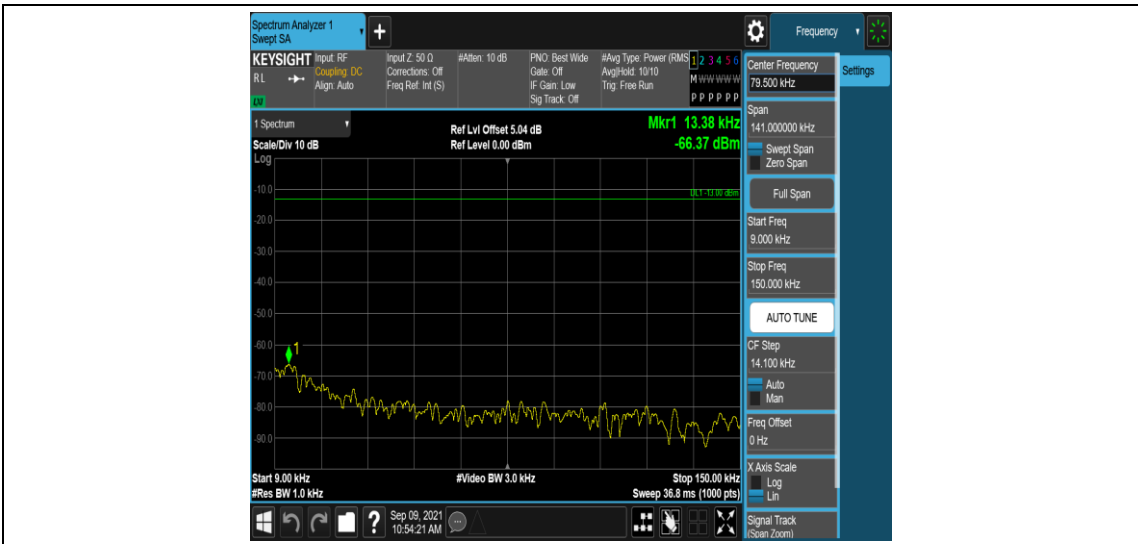 Spectrum Analyzer 1
Swept SA
+
Frequency
KEYSIGHT
RL
LXI
Input: RF
Coupling: DC
Align: Auto
Input Z: 50 Ω
Corrections: Off
Freq Ref: Int (S)
#Atten: 10 dB
PNO: Best Wide
Gate: Off
IF Gain: Low
Sig Track: Off
#Avg Type: Power (RMS
Avg|Hold: 10/10
Trig: Free Run
1 2 3 4 5 6
M W W W W W
P P P P P P
1 Spectrum
Scale/Div 10 dB
Ref Lvl Offset 5.04 dB
Ref Level 0.00 dBm
Mkr1 13.38 kHz
-66.37 dBm
Log
-10.0
DL1 -13.00 dBm
-20.0
-30.0
-40.0
-50.0
-60.0
1
-70.0
-80.0
-90.0
Start 9.00 kHz
#Video BW 3.0 kHz
Stop 150.00 kHz
#Res BW 1.0 kHz
Sweep 36.8 ms (1000 pts)
?
Sep 09, 2021
10:54:21 AM
Center Frequency
79.500 kHz
Settings
Span
141.000000 kHz
Swept Span
Zero Span
Full Span
Start Freq
9.000 kHz
Stop Freq
150.000 kHz
AUTO TUNE
CF Step
14.100 kHz
Auto
Man
Freq Offset
0 Hz
X Axis Scale
Log
Lin
Signal Track
(Span Zoom)